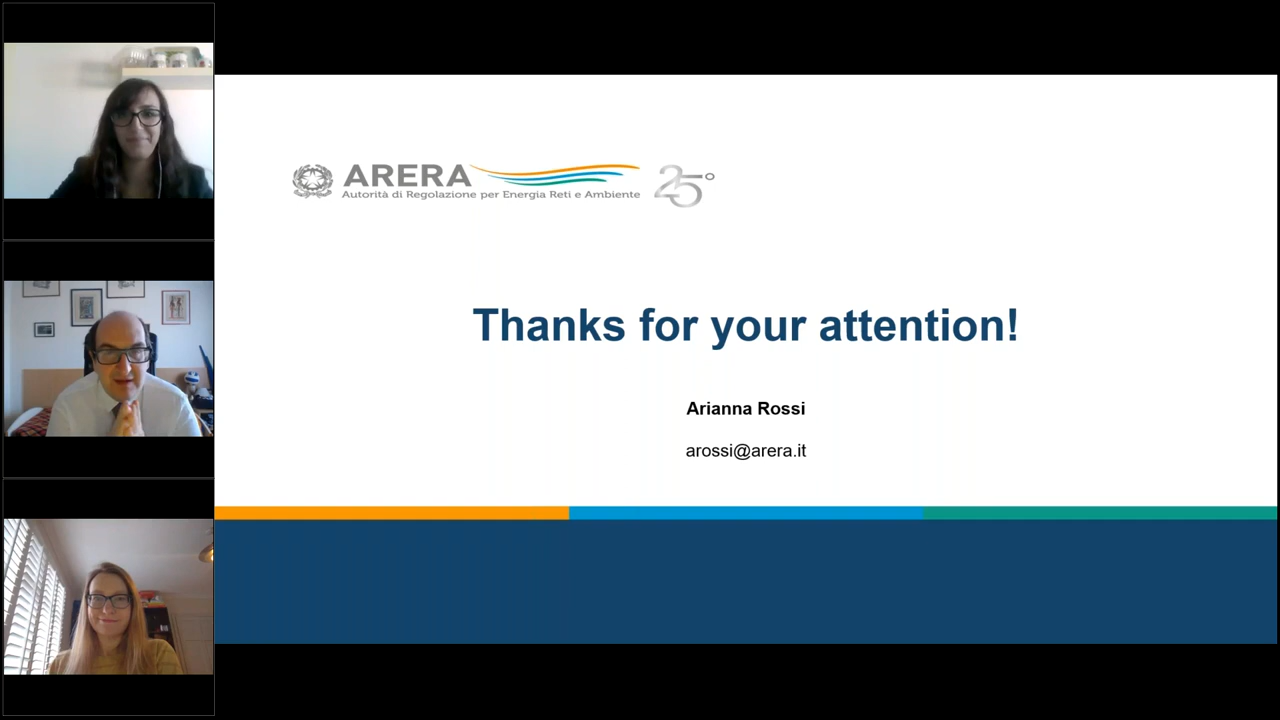 ARERA
Autorità di Regolazione per Energia Reti e Ambiente
25°
Thanks for your attention!
Arianna Rossi
arossi@arera.it